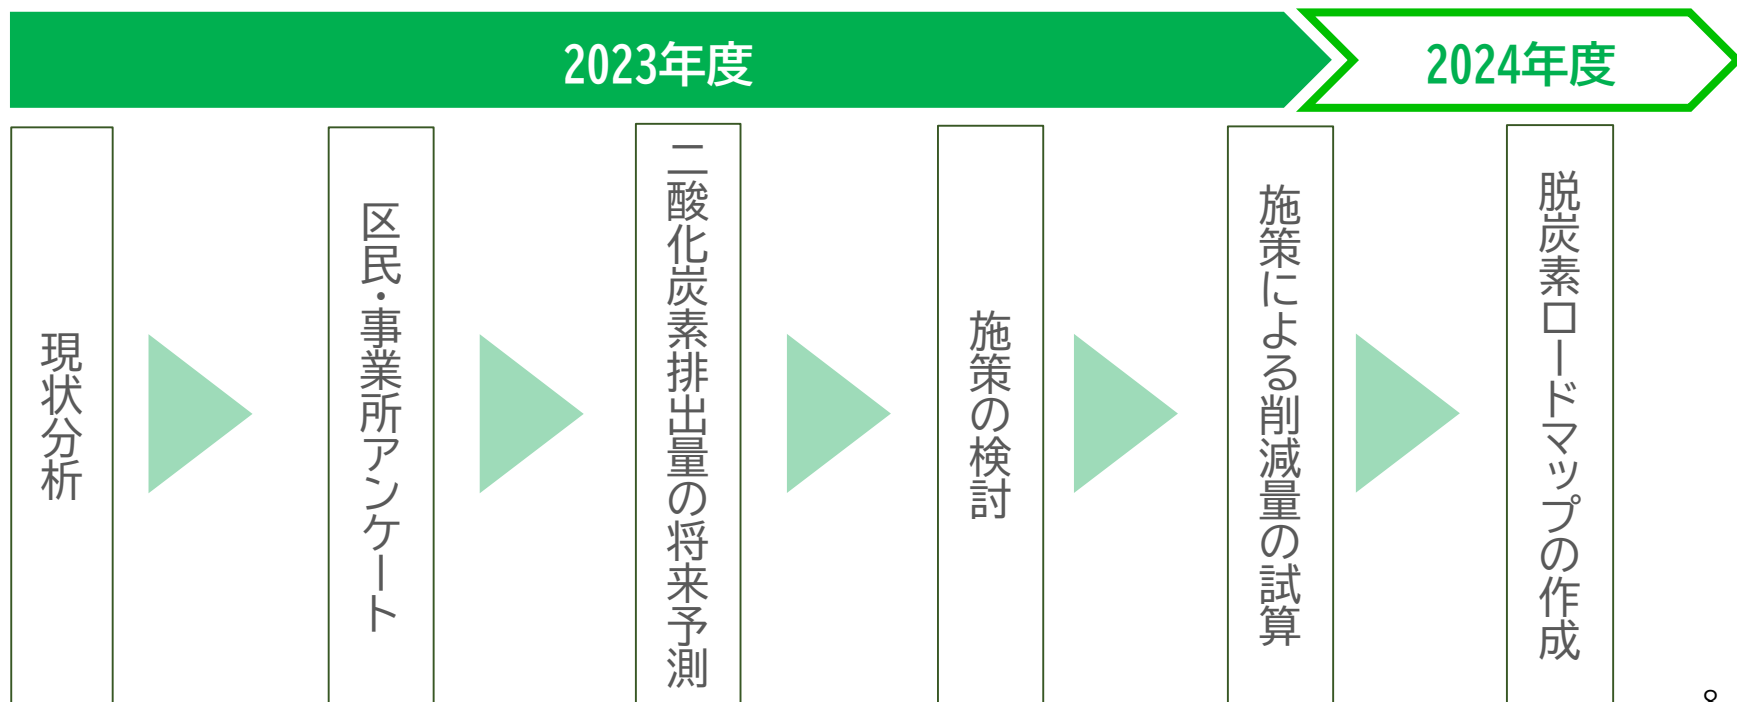 2023年度
2024年度
現状分析
区民・事業所アンケート
二酸化炭素排出量の将来予測
施策の検討
施策による削減量の試算
脱炭素ロードマップの作成